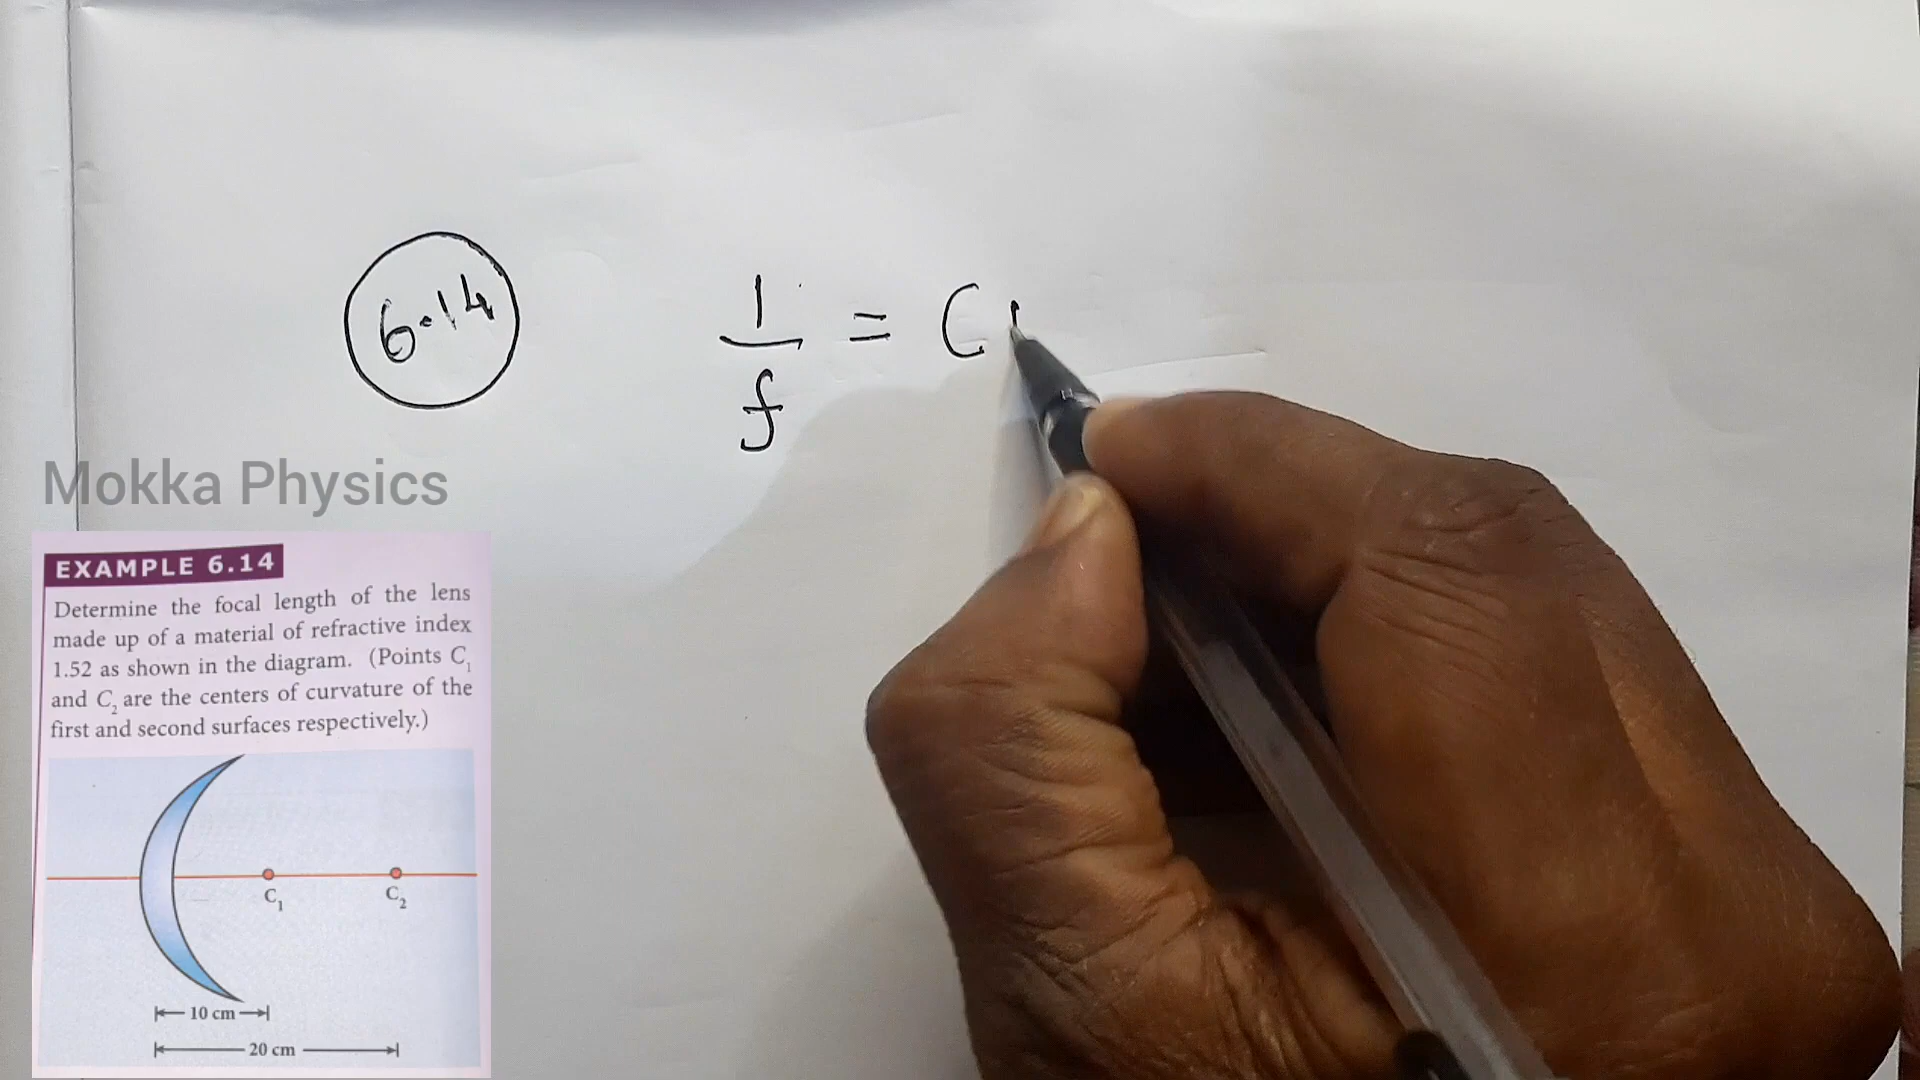 6.14
1/f = (
Mokka Physics
EXAMPLE 6.14
Determine the focal length of the lens
made up of a material of refractive index
1.52 as shown in the diagram. (Points C₁
and C₂ are the centers of curvature of the
first and second surfaces respectively.)
C₁ C₂
10 cm
20 cm